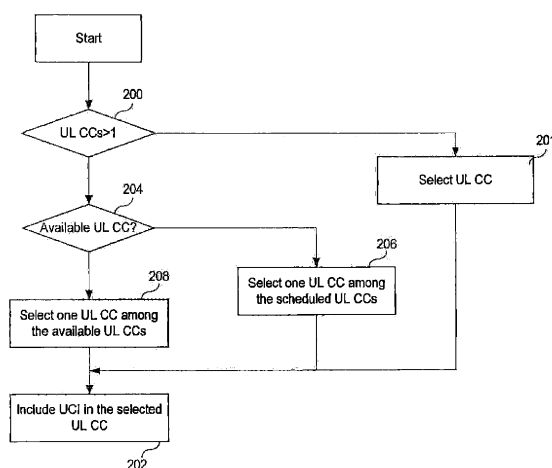 Start
200
UL CCs>1
201
Select UL CC
204
Available UL CC?
206
Select one UL CC among
the scheduled UL CCs
208
Select one UL CC among
the available UL CCs
Include UCI in the selected
UL CC
202